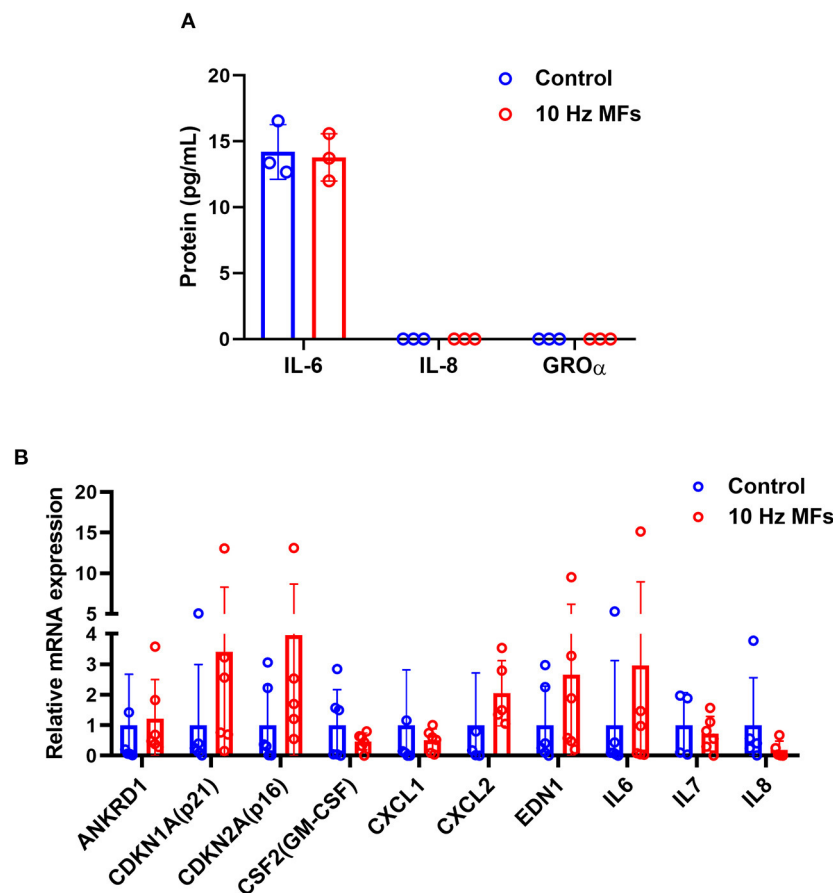 A
Control
10 Hz MFs
Protein (pg/mL)
20
15
10
5
0
IL-6 IL-8 GROα
B
Control
10 Hz MFs
Relative mRNA expression
20
15
10
5
4
3
2
1
0
ANKRD1 CDKN1A(p21) CDKN2A(p16) CSF2(GM-CSF) CXCL1 CXCL2 EDN1 IL6 IL7 IL8